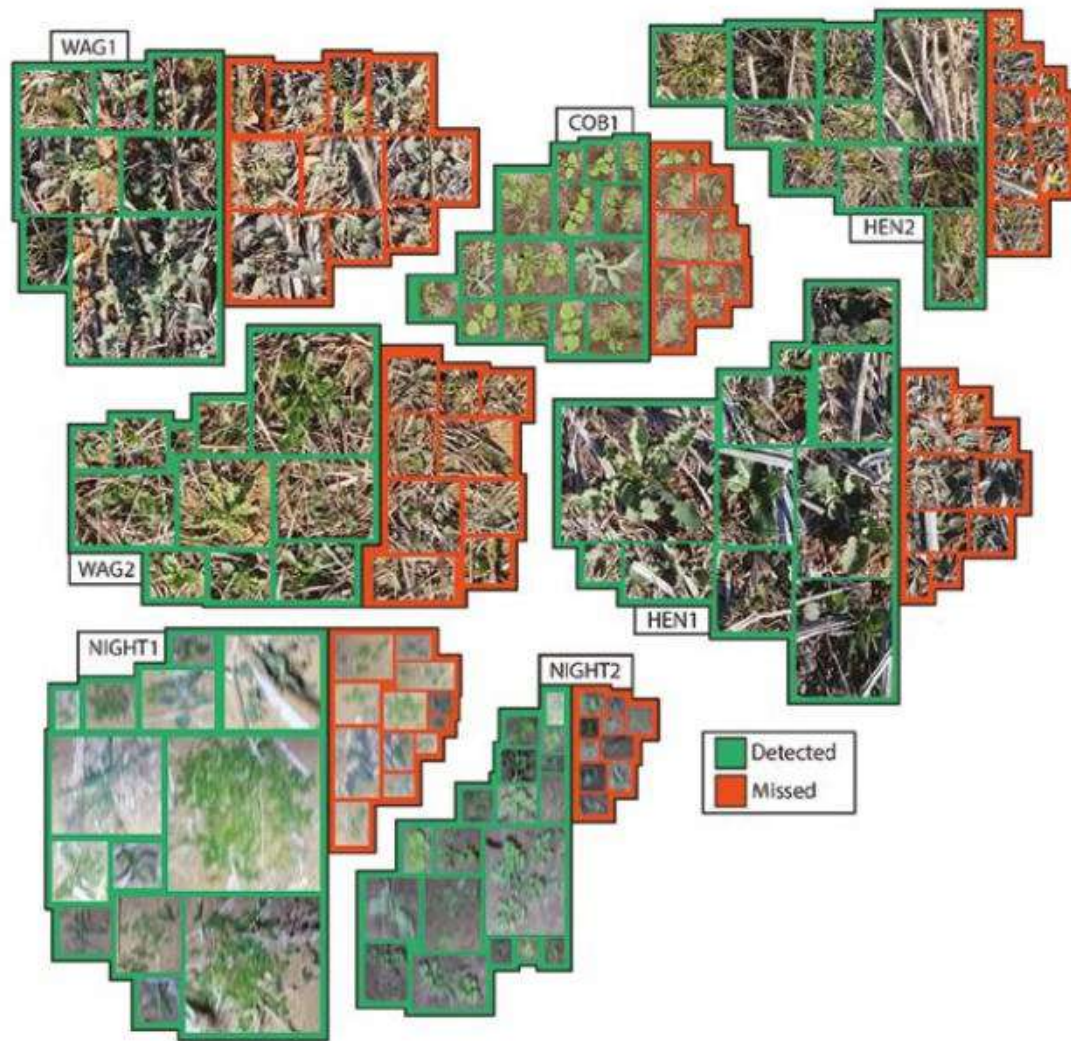 WAG1
COB1
HEN2
WAG2
HEN1
NIGHT1
NIGHT2
Detected
Missed